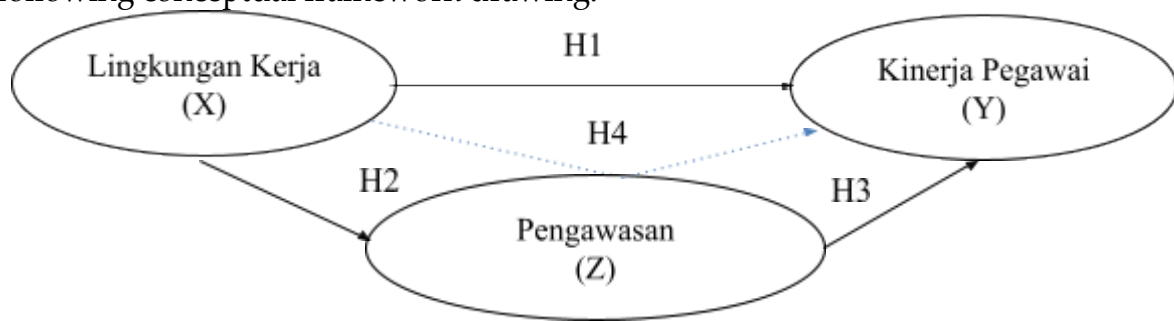 following conceptual framework drawing:
H1
Lingkungan Kerja
(X)
Kinerja Pegawai
(Y)
H4
H2
H3
Pengawasan
(Z)